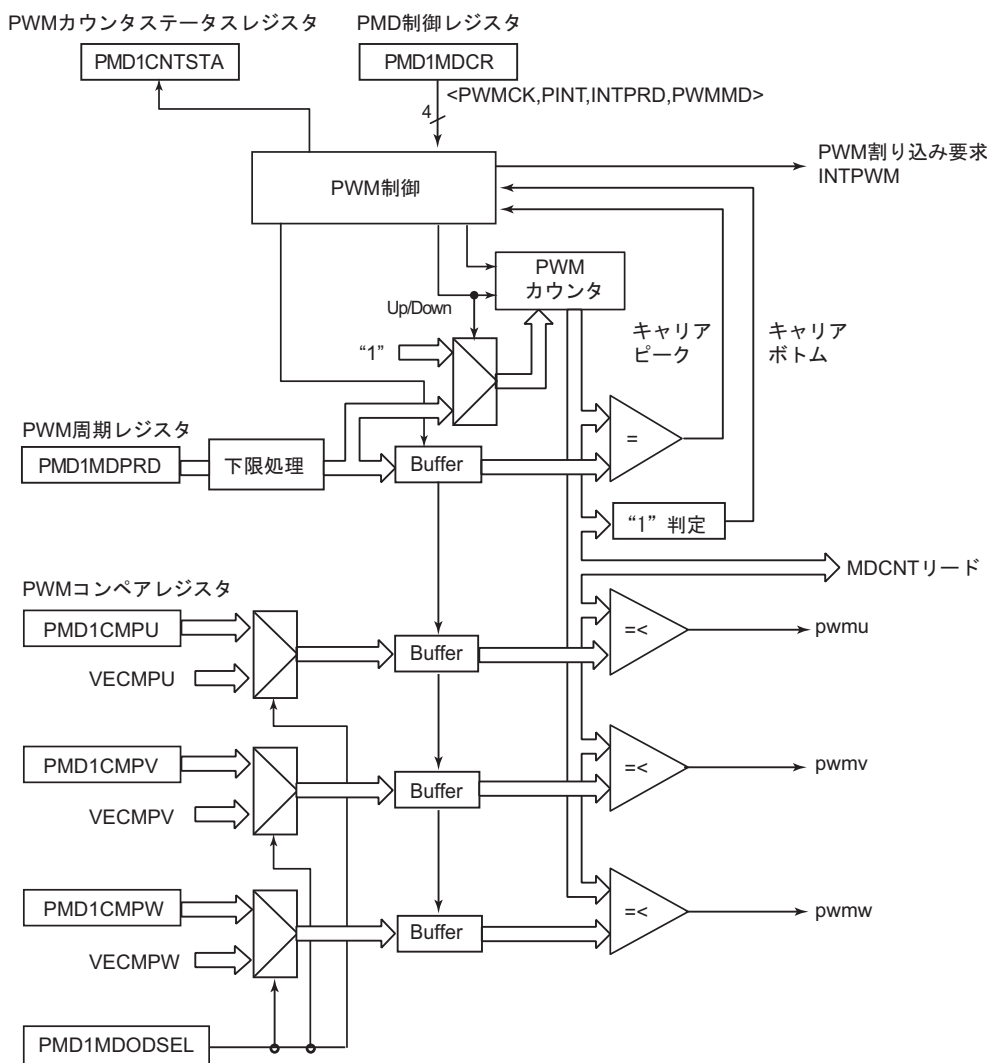 PWMカウンタステータスレジスタ
PMD制御レジスタ
PMD1CNTSTA
PMD1MDCR
<PWMCK,PINT,INTPRD,PWMMD>
4
PWM制御
PWM割り込み要求
INTPWM
PWM
カウンタ
Up/Down
“1”
キャリア
ピーク
キャリア
ボトム
=
PWM周期レジスタ
PMD1MDPRD
下限処理
Buffer
“1” 判定
MDCNTリード
PWMコンペアレジスタ
PMD1CMPU
VECMPU
Buffer
=<
pwmu
PMD1CMPV
VECMPV
Buffer
=<
pwmv
PMD1CMPW
VECMPW
Buffer
=<
pwmw
PMD1MDODSEL